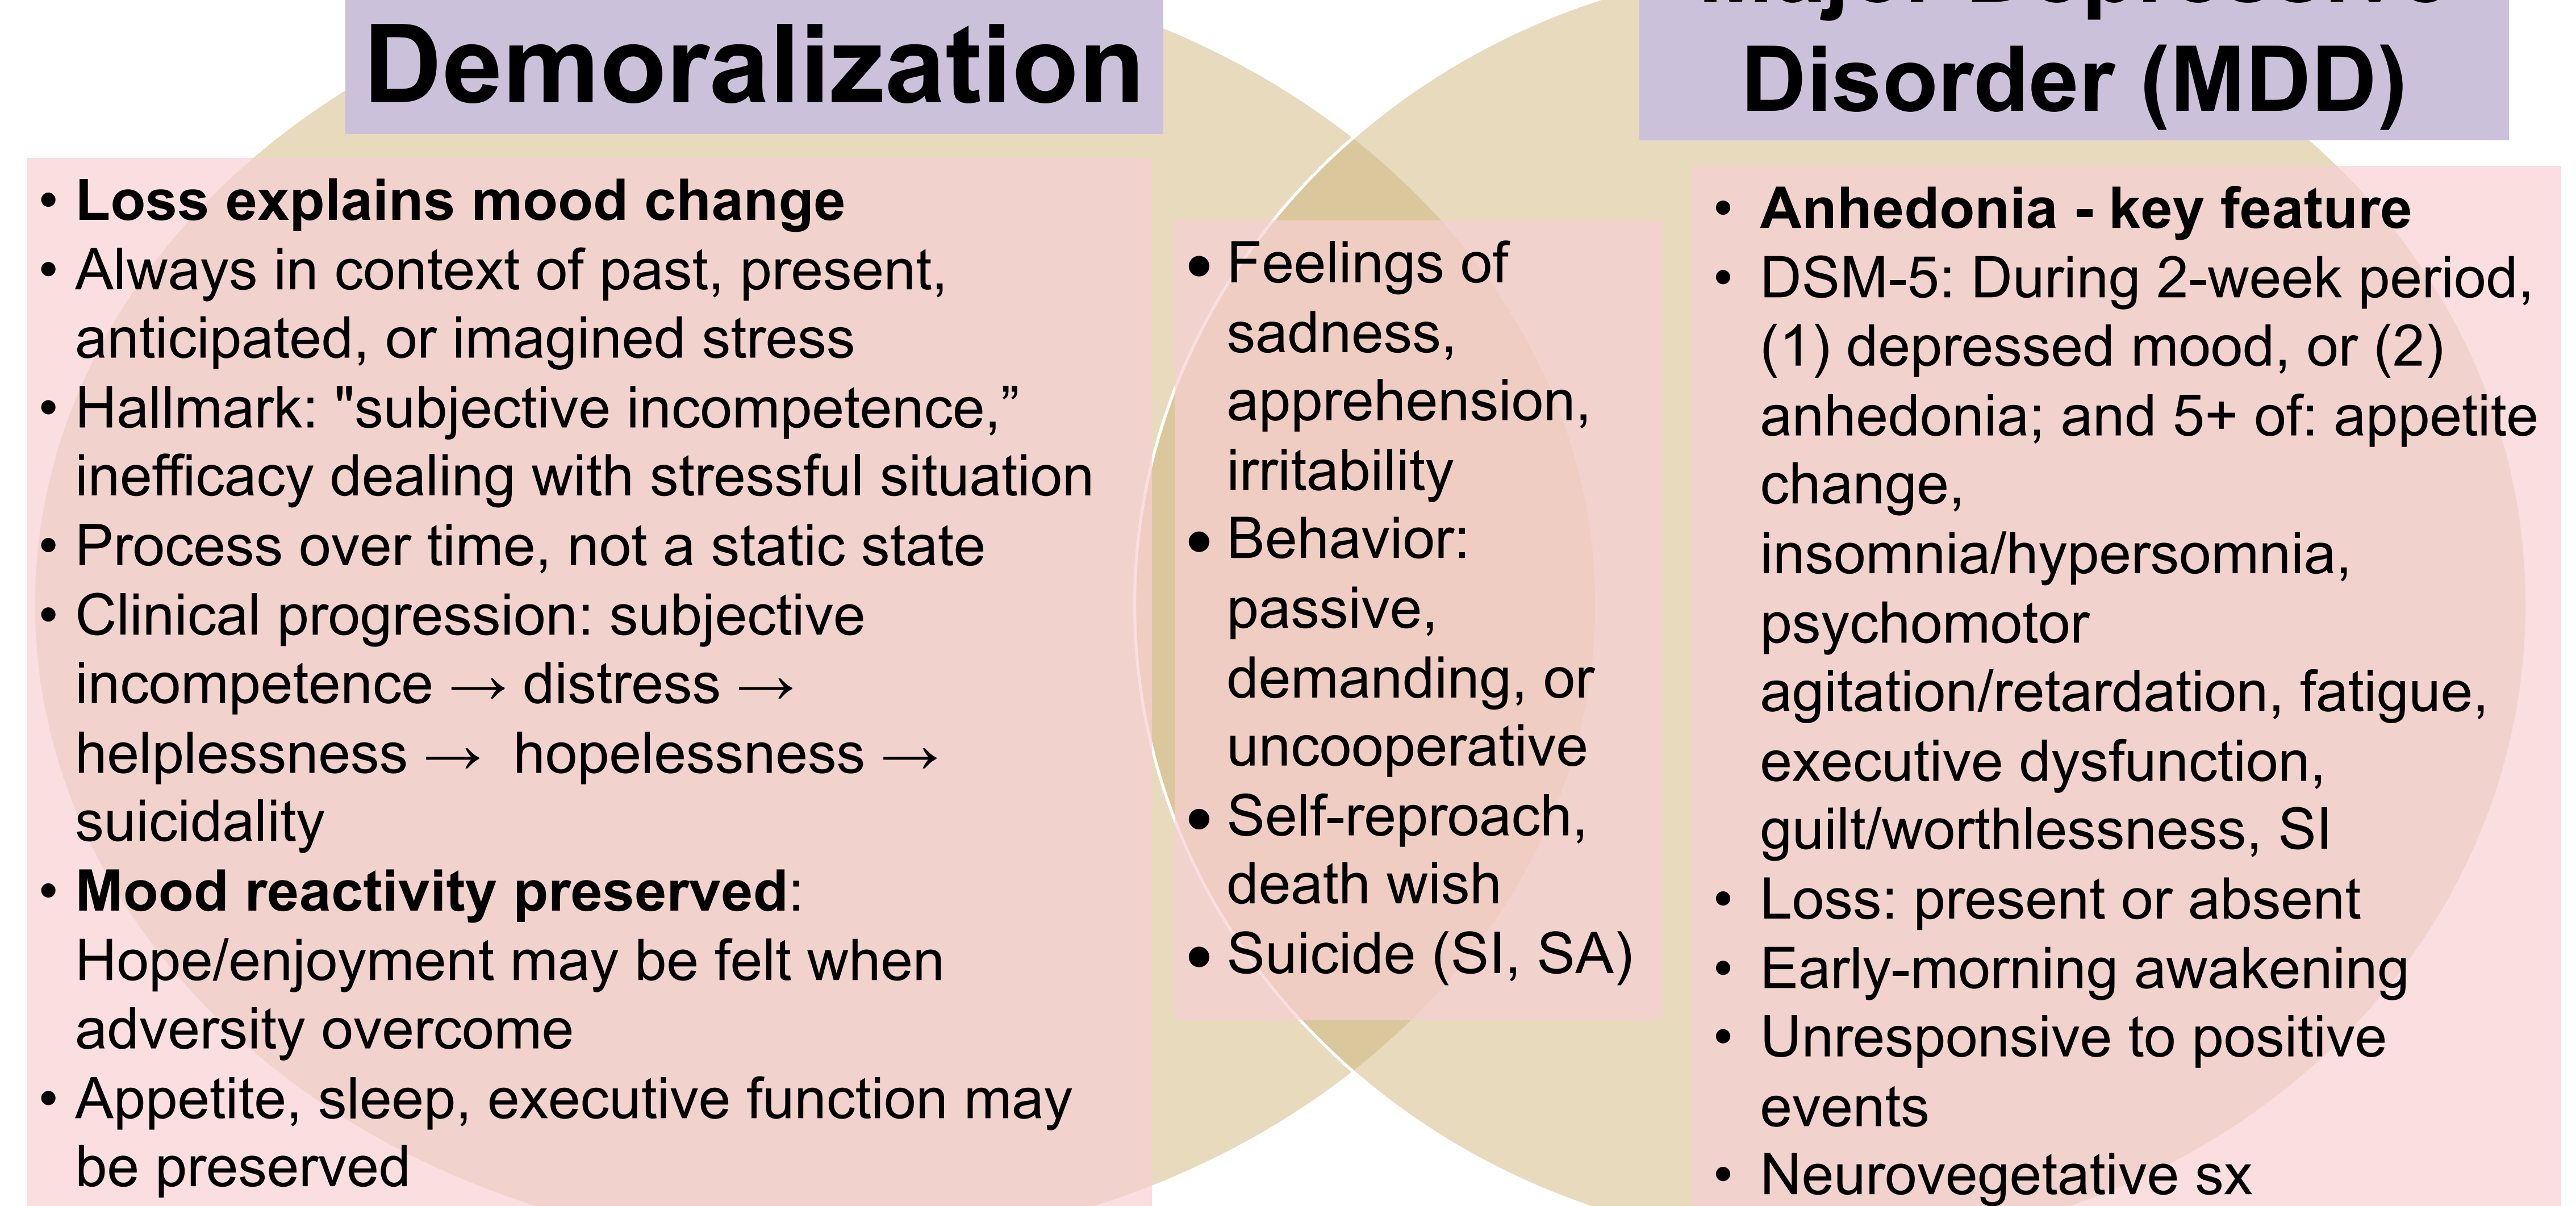 Demoralization
• Loss explains mood change
• Always in context of past, present,
anticipated, or imagined stress
• Hallmark: "subjective incompetence,”
inefficacy dealing with stressful situation
• Process over time, not a static state
• Clinical progression: subjective
incompetence → distress →
helplessness → hopelessness →
suicidality
• Mood reactivity preserved:
Hope/enjoyment may be felt when
adversity overcome
• Appetite, sleep, executive function may
be preserved
• Feelings of
sadness,
apprehension,
irritability
• Behavior:
passive,
demanding, or
uncooperative
• Self-reproach,
death wish
• Suicide (SI, SA)
Major Depressive
Disorder (MDD)
• Anhedonia - key feature
• DSM-5: During 2-week period,
(1) depressed mood, or (2)
anhedonia; and 5+ of: appetite
change,
insomnia/hypersomnia,
psychomotor
agitation/retardation, fatigue,
executive dysfunction,
guilt/worthlessness, SI
• Loss: present or absent
• Early-morning awakening
• Unresponsive to positive
events
• Neurovegetative sx